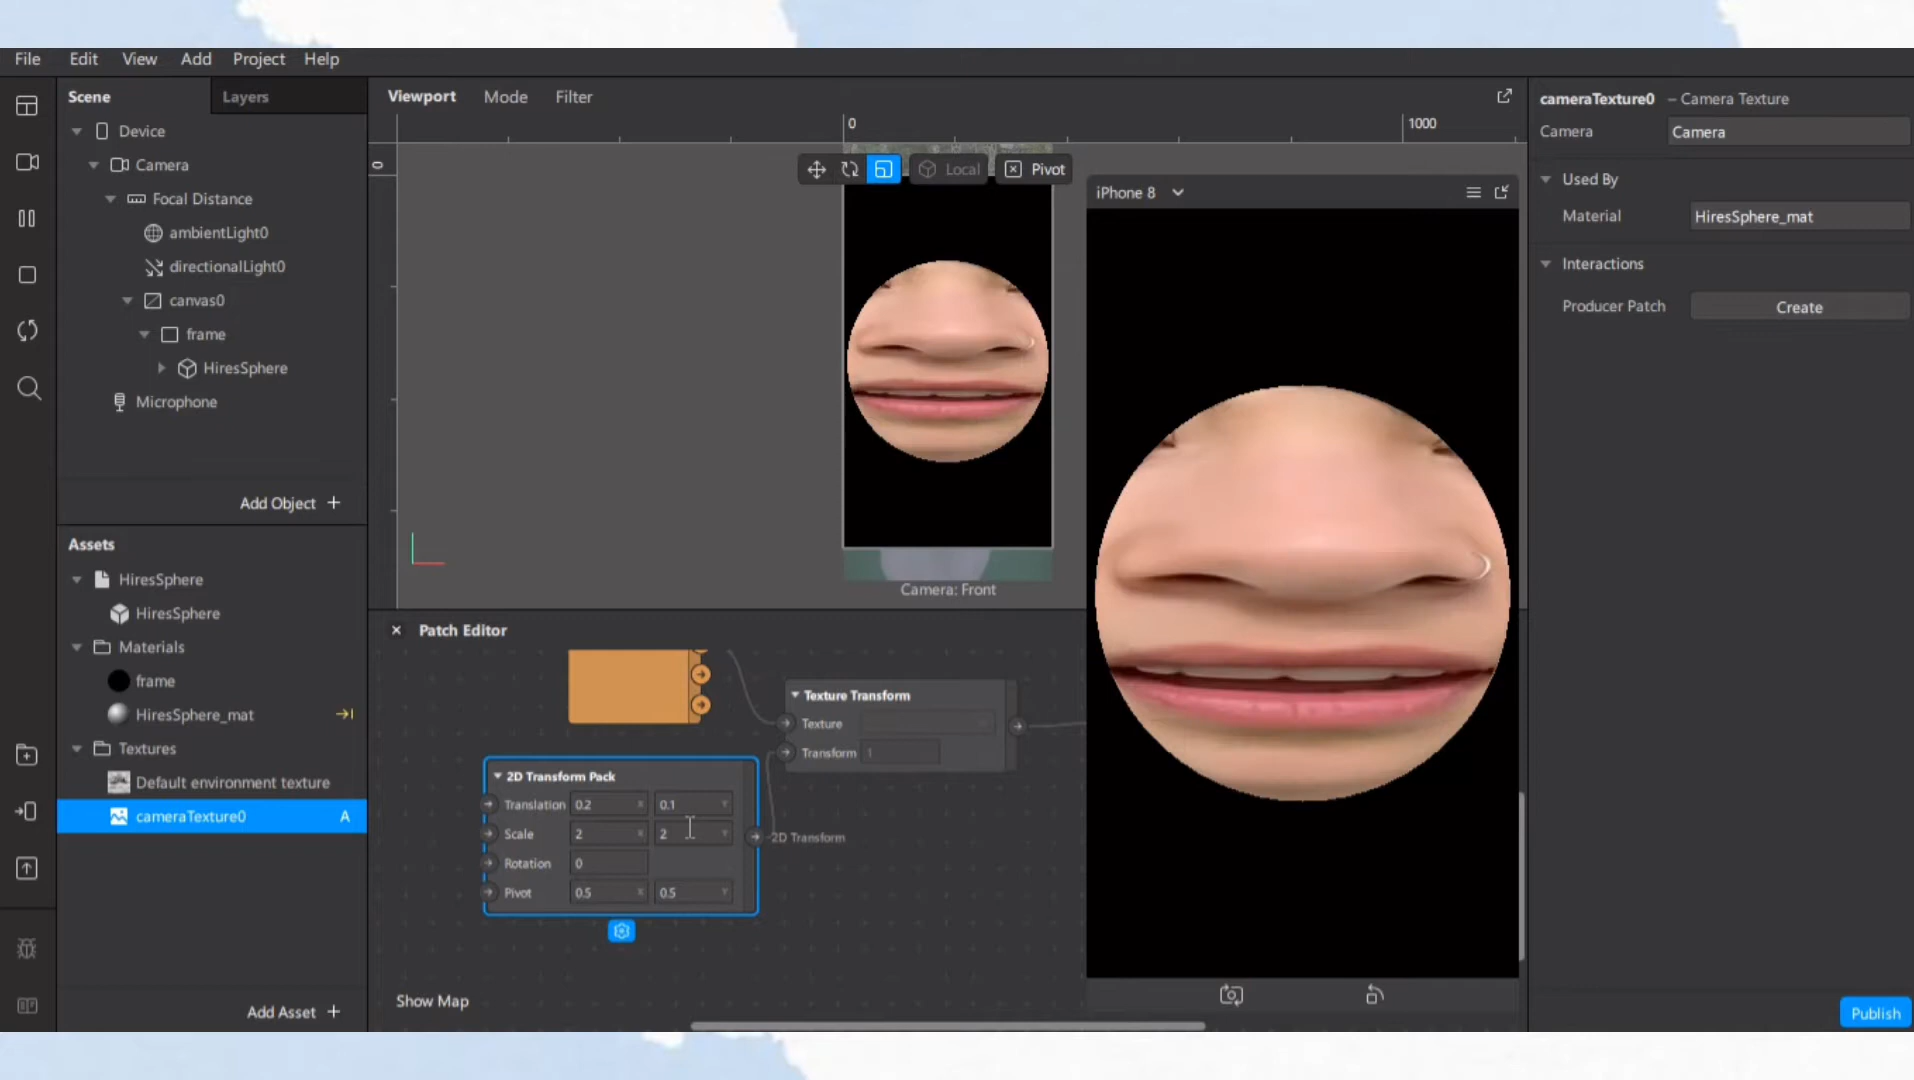 File Edit View Add Project Help
Scene Layers
Device
Camera
Focal Distance
ambientLight0
directionalLight0
canvas0
frame
HiresSphere
Microphone
Add Object +
Assets
HiresSphere
HiresSphere
Materials
frame
HiresSphere_mat
Textures
Default environment texture
cameraTexture0 A
Add Asset +
Viewport Mode Filter
0 1000
0
Local Pivot
Camera: Front
iPhone 8
Patch Editor
Texture Transform
Texture
Transform 1
2D Transform Pack
Translation 0.2 X 0.1 Y
Scale 2 X 2 Y
Rotation 0
Pivot 0.5 X 0.5 Y
2D Transform
Show Map
cameraTexture0 – Camera Texture
Camera Camera
Used By
Material HiresSphere_mat
Interactions
Producer Patch Create
Publish